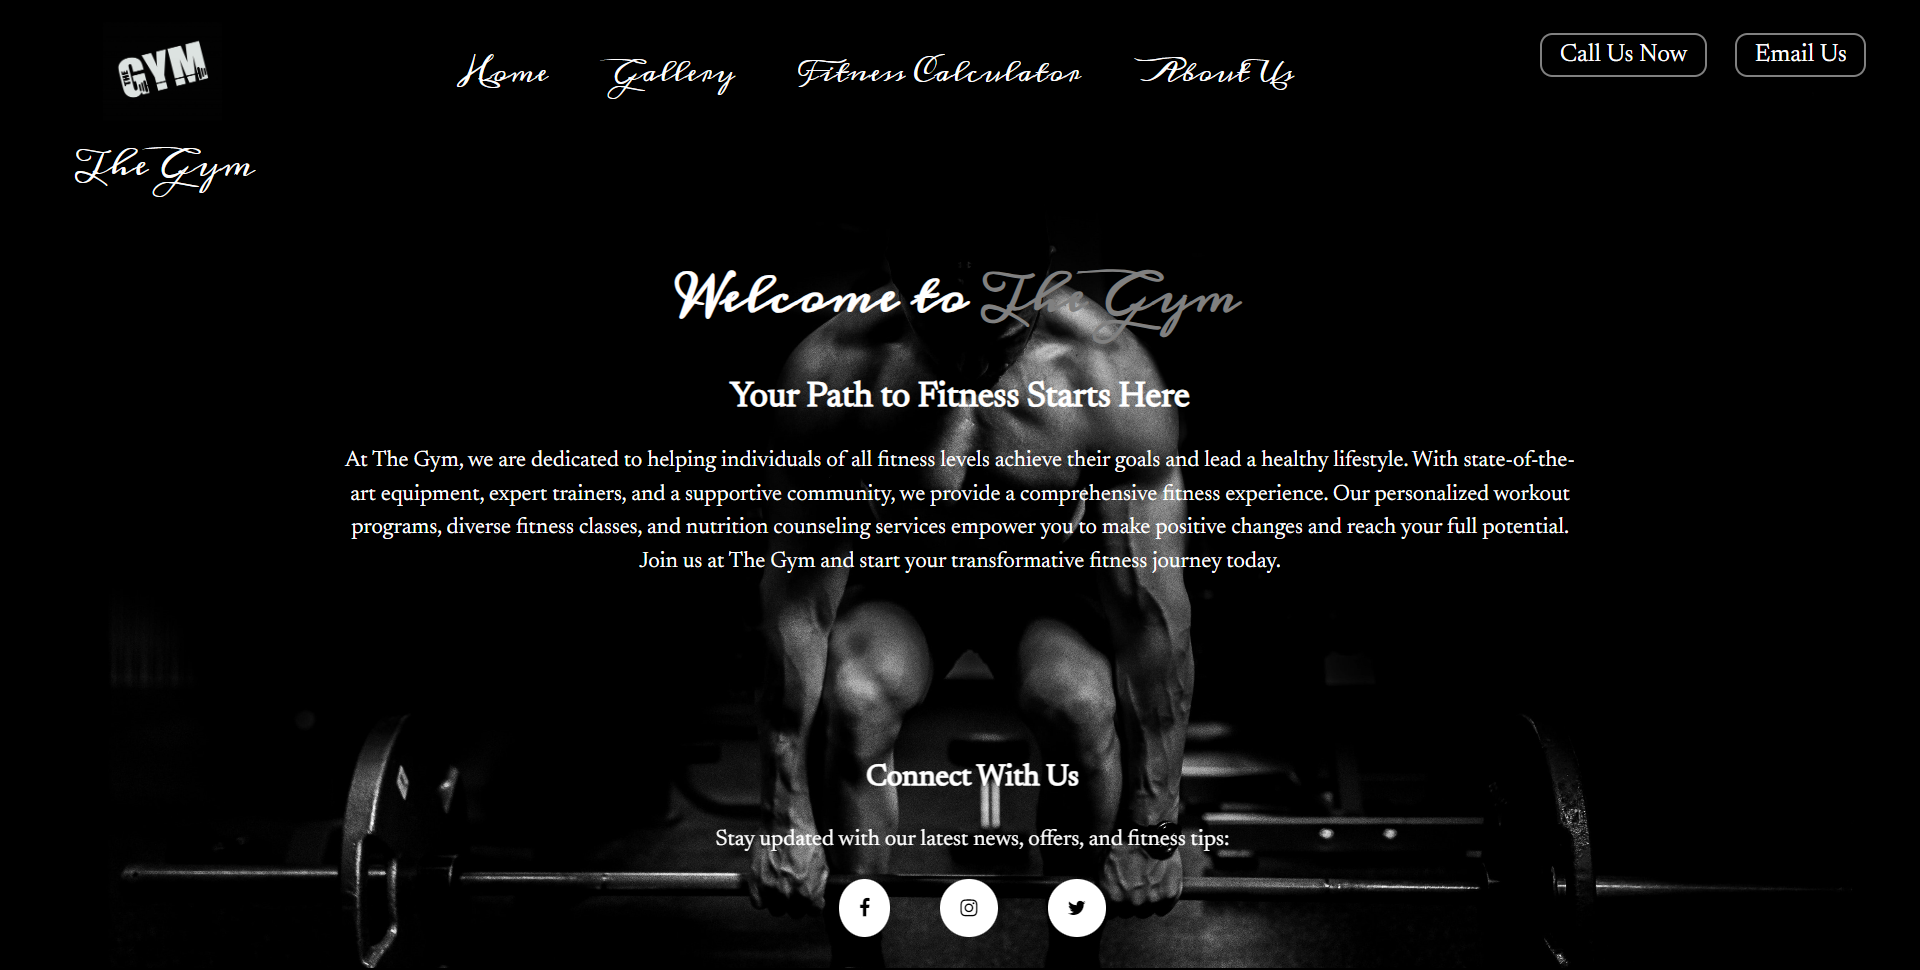 THE GYM
Home Gallery Fitness Calculator About Us
Call Us Now Email Us
The Gym
Welcome to The Gym
Your Path to Fitness Starts Here
At The Gym, we are dedicated to helping individuals of all fitness levels achieve their goals and lead a healthy lifestyle. With state-of-the-
art equipment, expert trainers, and a supportive community, we provide a comprehensive fitness experience. Our personalized workout
programs, diverse fitness classes, and nutrition counseling services empower you to make positive changes and reach your full potential.
Join us at The Gym and start your transformative fitness journey today.
Connect With Us
Stay updated with our latest news, offers, and fitness tips: